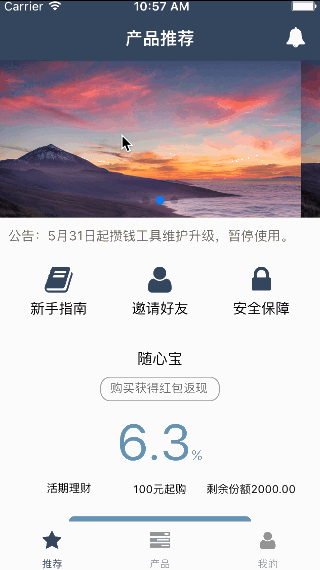 Carrier 10:57 AM
产品推荐
公告：5月31日起攒钱工具维护升级，暂停使用。
新手指南 邀请好友 安全保障
随心宝
购买获得红包返现
6.3%
活期理财 100元起购 剩余份额2000.00
推荐 产品 我的